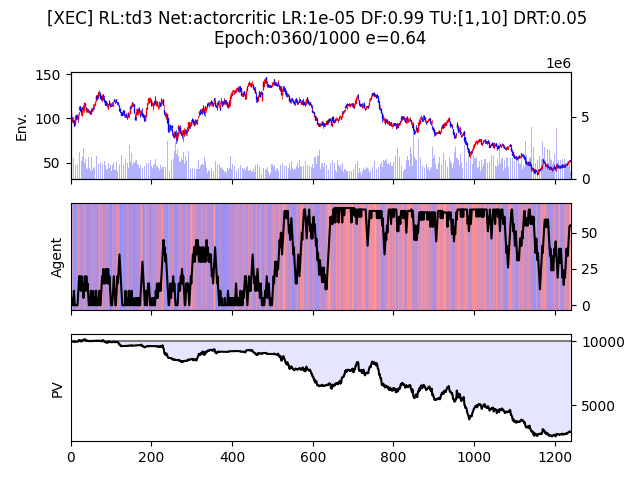 [XEC] RL:td3 Net:actorcritic LR:1e-05 DF:0.99 TU:[1,10] DRT:0.05
Epoch:0360/1000 e=0.64
1e6
150
100
50
Env.
5
0
Agent
50
25
0
PV
10000
5000
0 200 400 600 800 1000 1200